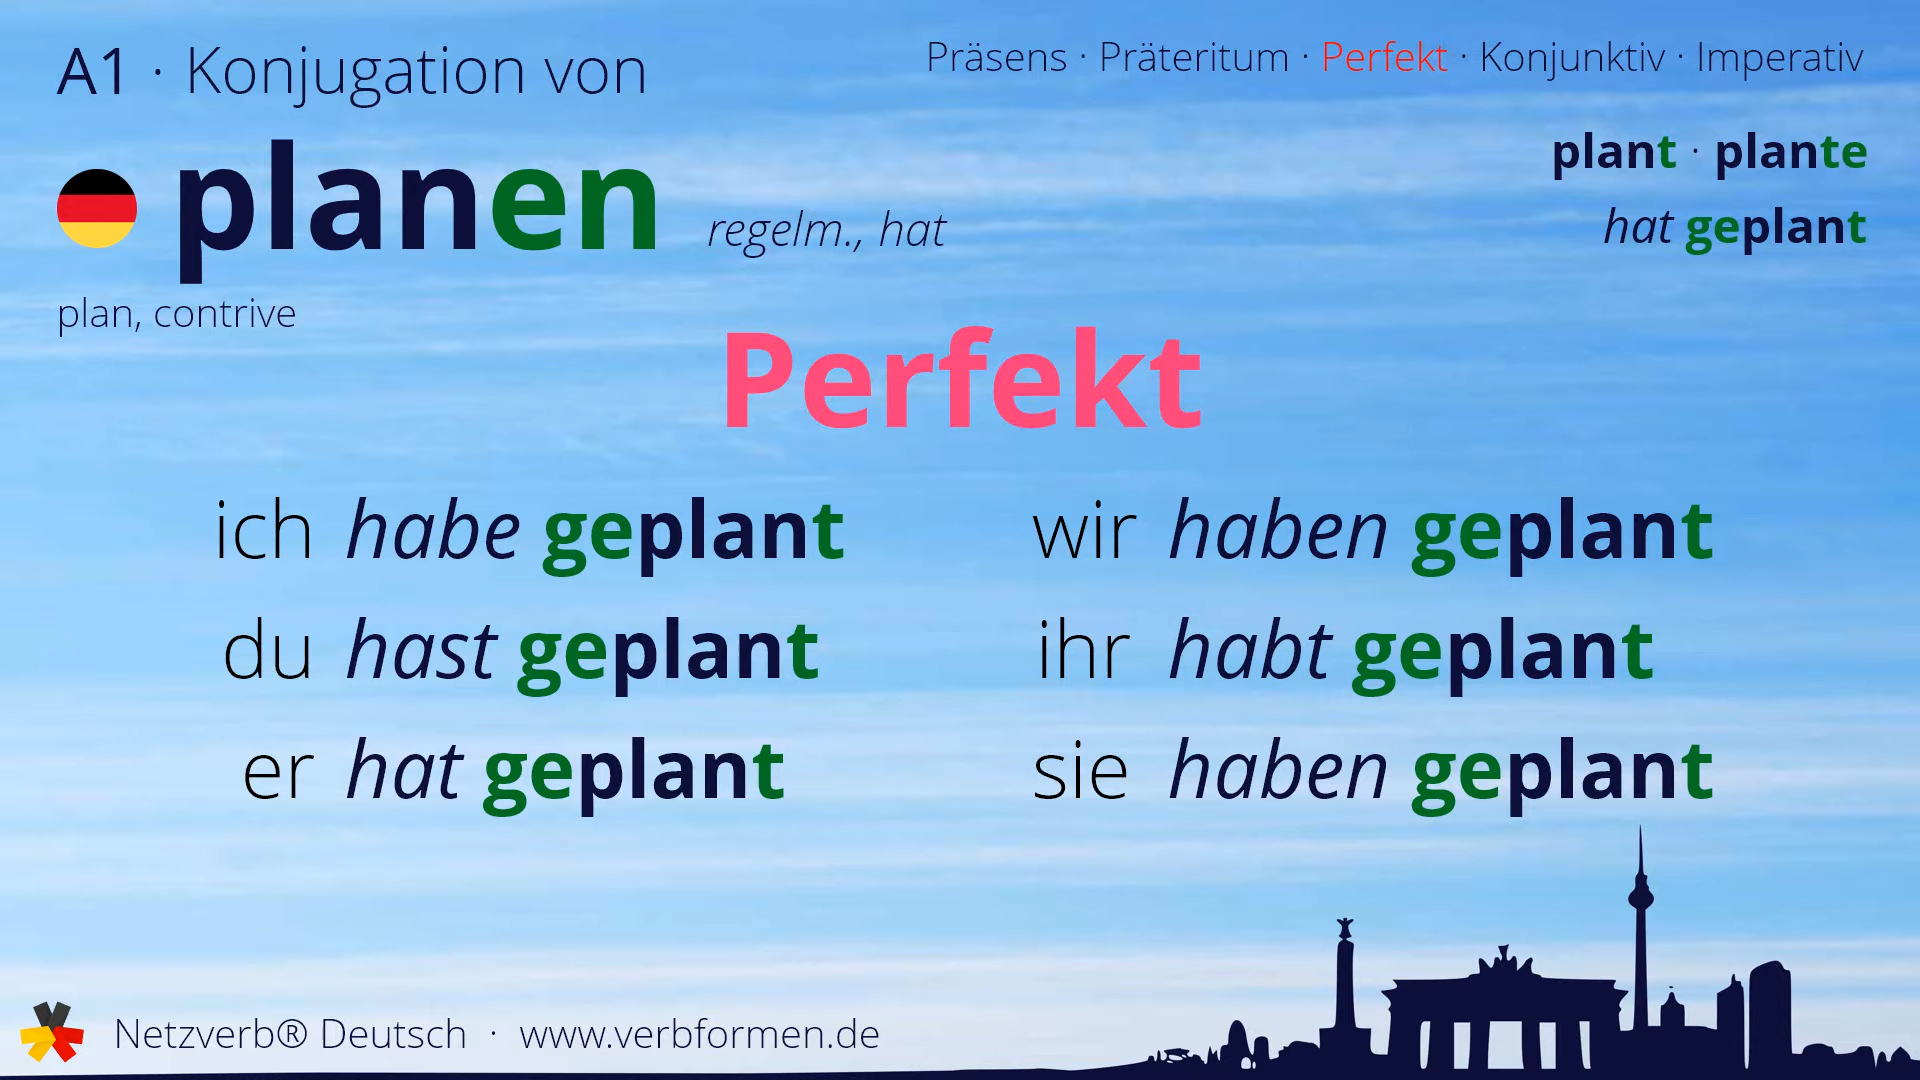 A1 · Konjugation von
Präsens · Präteritum · Perfekt · Konjunktiv · Imperativ
planen regelm., hat
plant · plante
hat geplant
plan, contrive
Perfekt
ich habe geplant
du hast geplant
er hat geplant
wir haben geplant
ihr habt geplant
sie haben geplant
Netzverb® Deutsch · www.verbformen.de